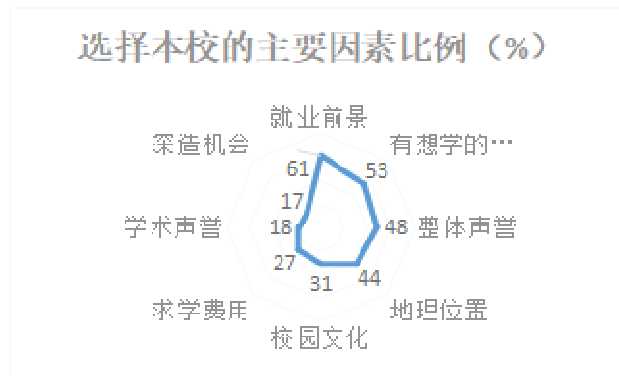 选择本校的主要因素比例（%）
就业前景
深造机会
有想学的…
61
53
17
学术声誉
18
48
整体声誉
27
44
31
求学费用
地理位置
校园文化